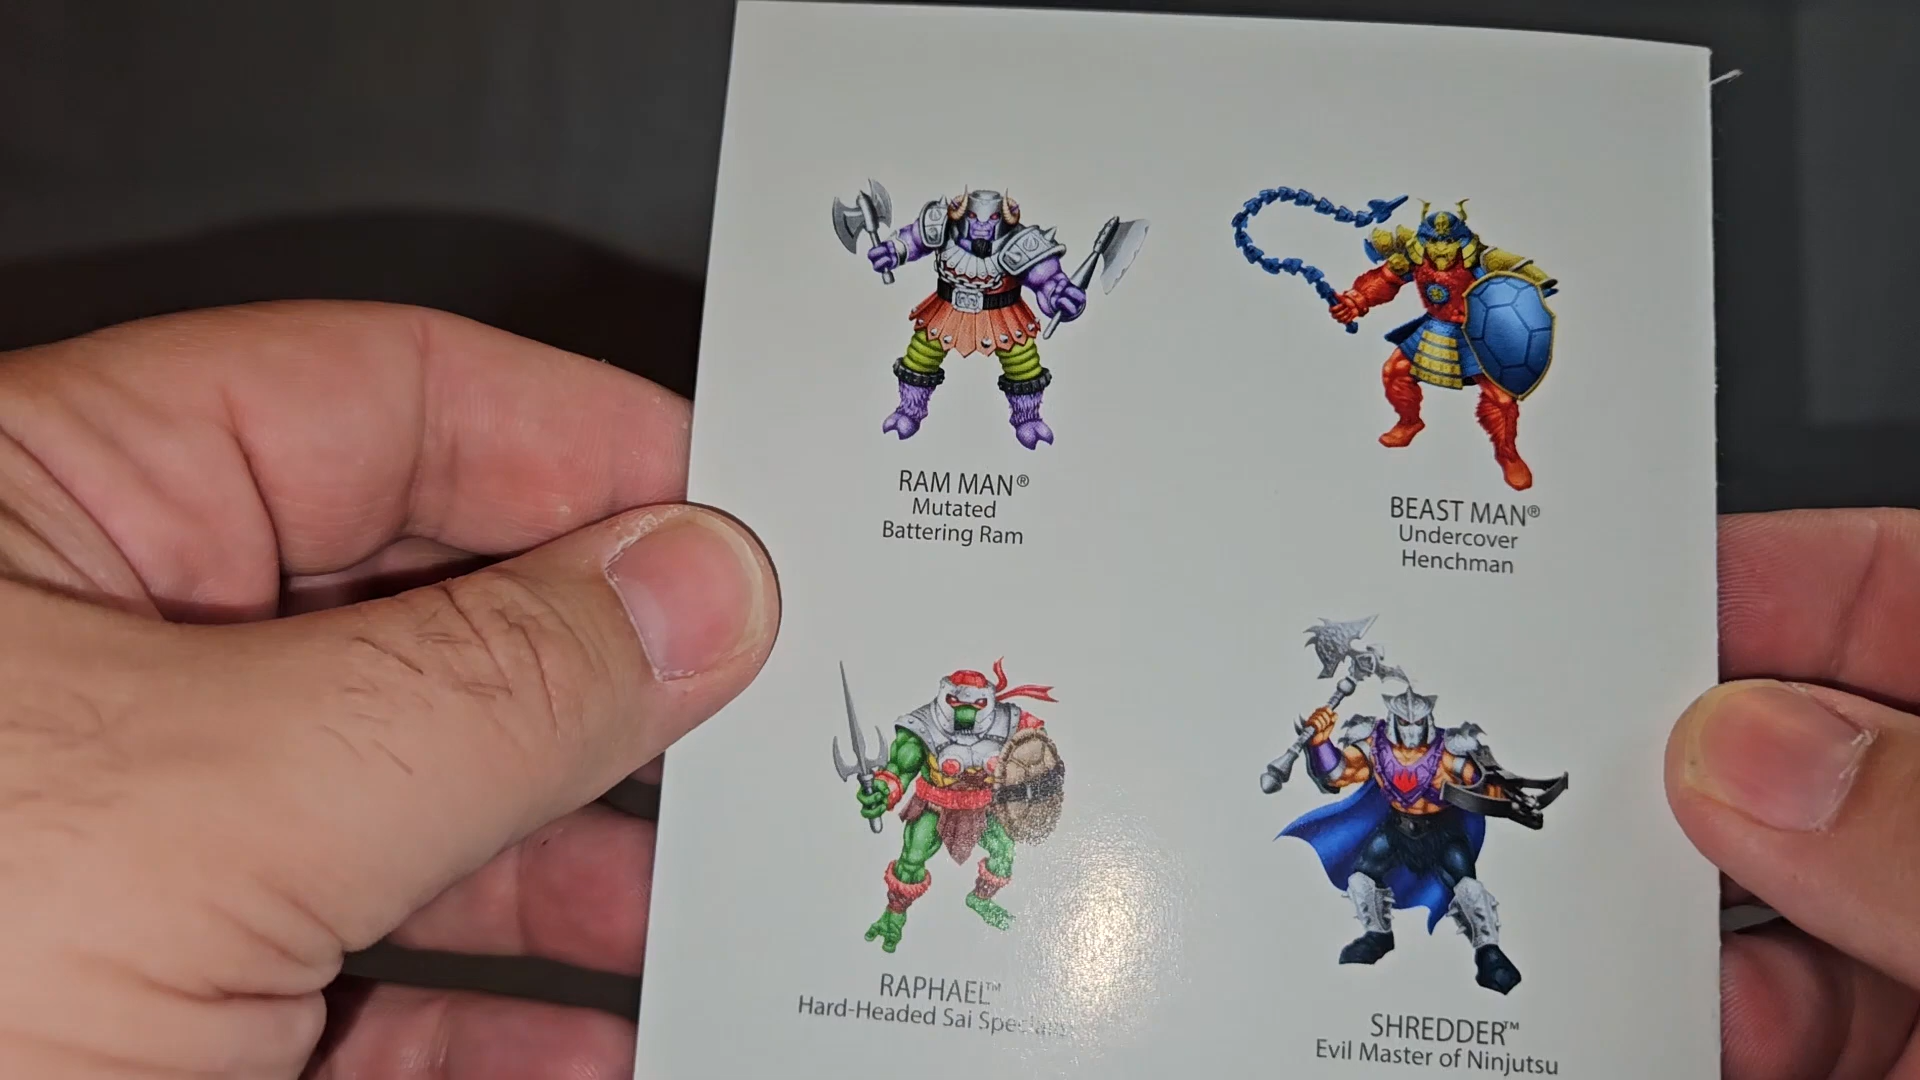 RAM MAN®
Mutated
Battering Ram
BEAST MAN®
Undercover
Henchman
RAPHAEL™
Hard-Headed Sai
SHREDDER™
Evil Master of Ninjutsu